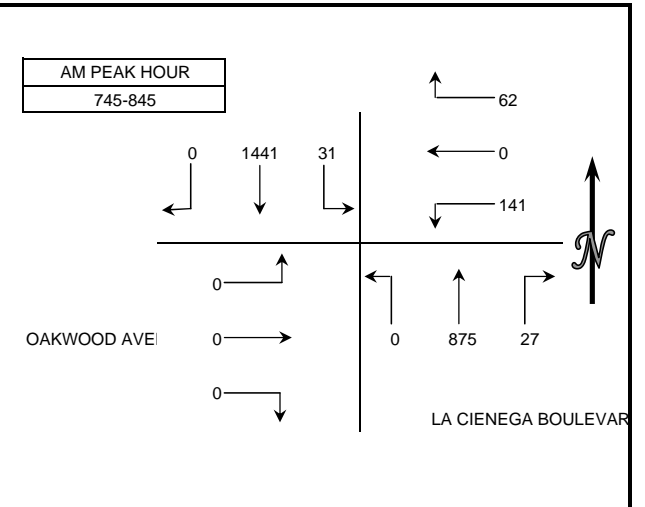 AM PEAK HOUR
745-845
62
0 1441 31
0
141
0
N
OAKWOOD AVE
0
0 875 27
0
LA CIENEGA BOULEVAR